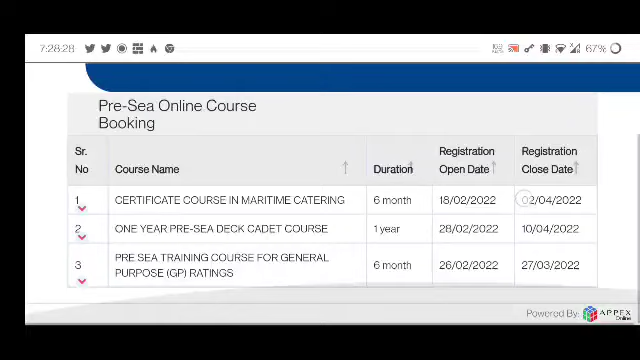 7:28:28 67%
Pre-Sea Online Course
Booking
Sr.
No Course Name Duration Registration
Open Date Registration
Close Date
1 CERTIFICATE COURSE IN MARITIME CATERING 6 month 18/02/2022 02/04/2022
2 ONE YEAR PRE-SEA DECK CADET COURSE 1 year 28/02/2022 10/04/2022
3 PRE SEA TRAINING COURSE FOR GENERAL
PURPOSE (GP) RATINGS 6 month 26/02/2022 27/03/2022
Powered By: APPEX
Online